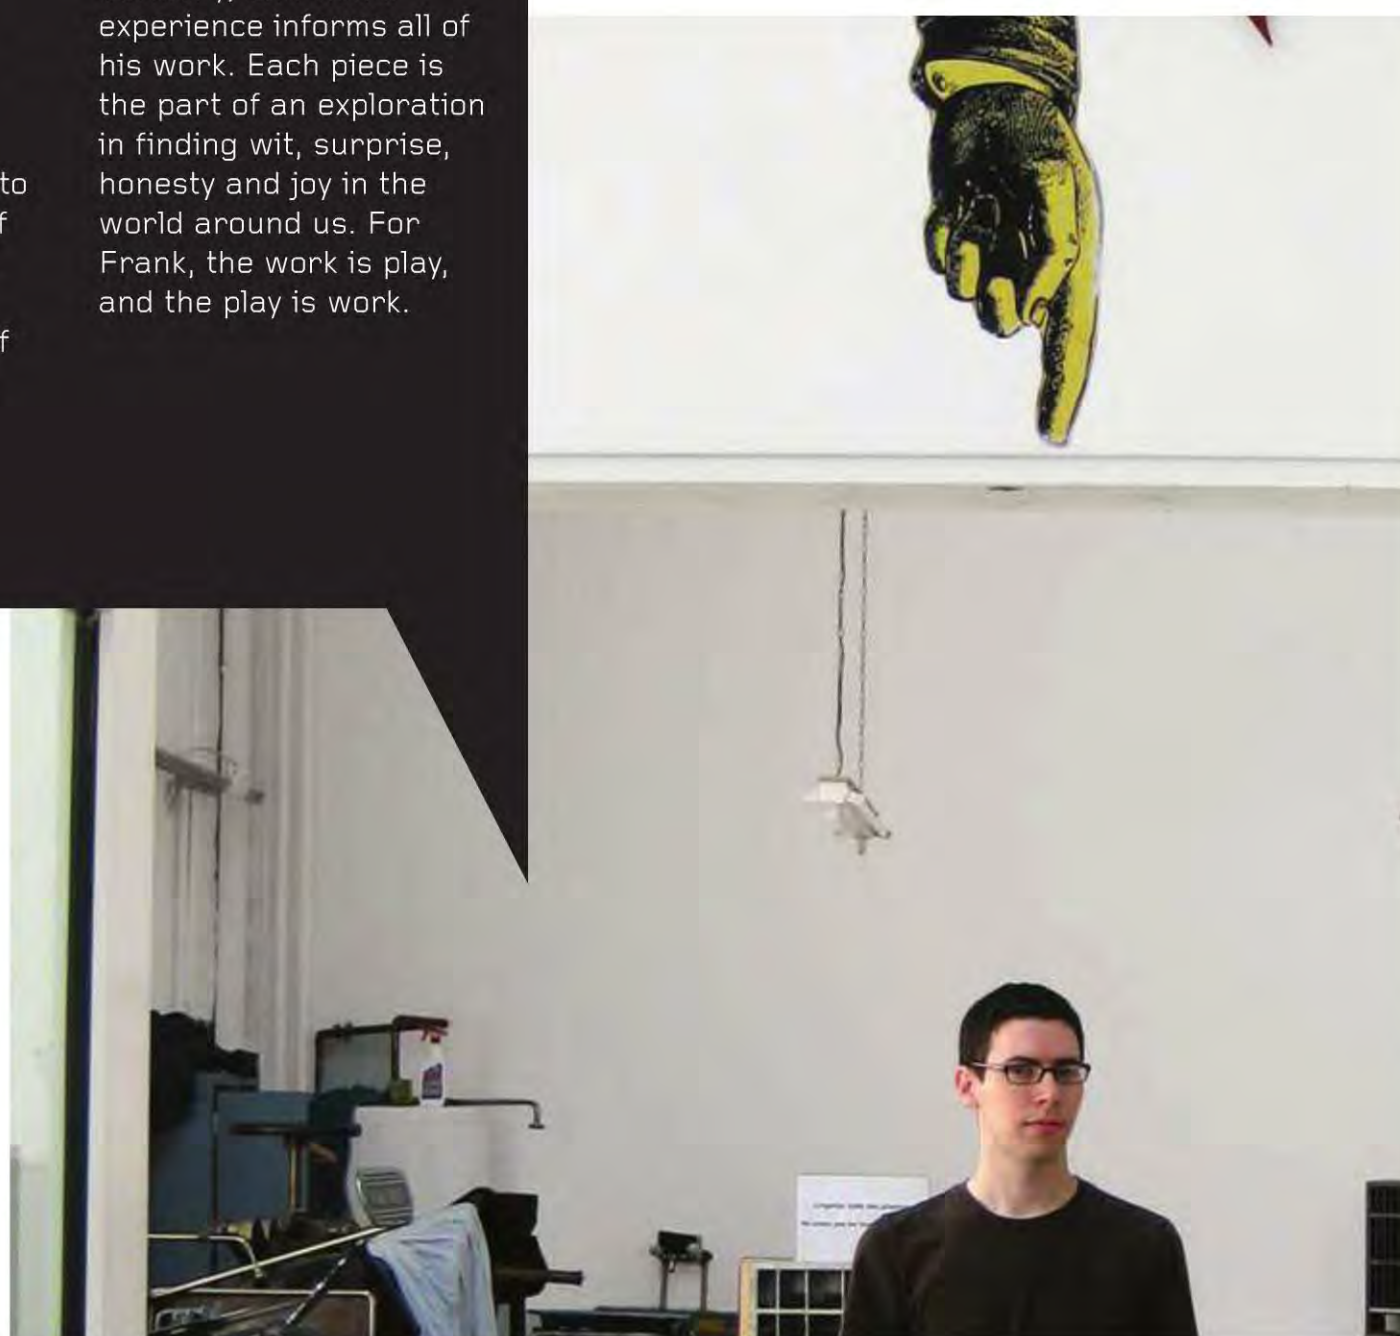 to
f
f
experience informs all of
his work. Each piece is
the part of an exploration
in finding wit, surprise,
honesty and joy in the
world around us. For
Frank, the work is play,
and the play is work.